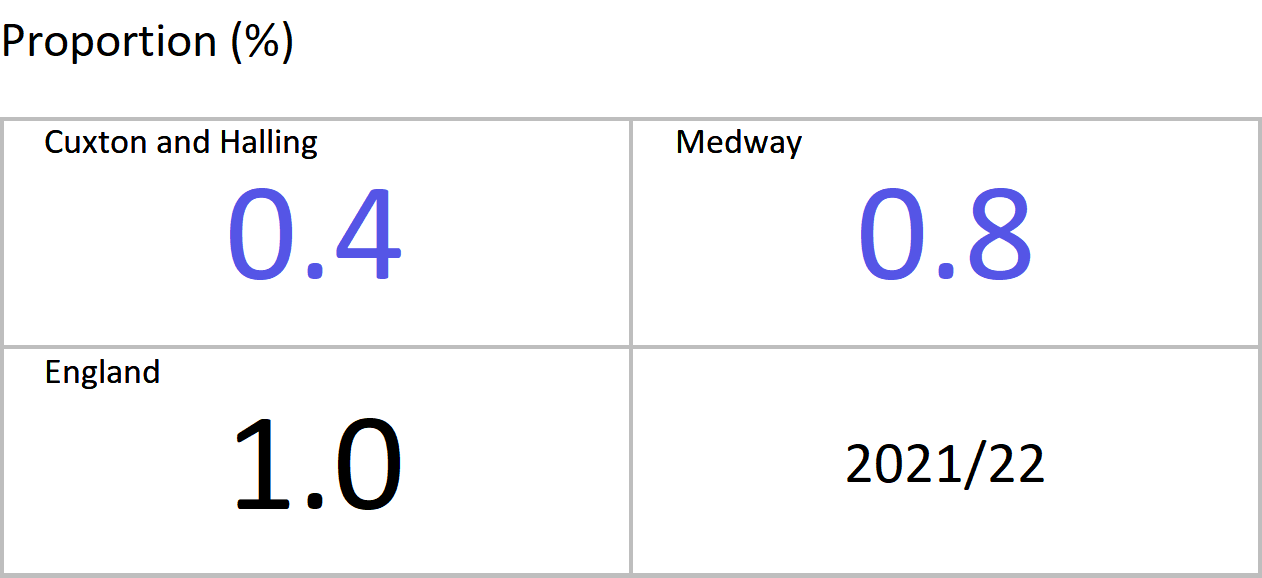 Proportion (%)
Cuxton and Halling
0.4
Medway
0.8
England
1.0
2021/22